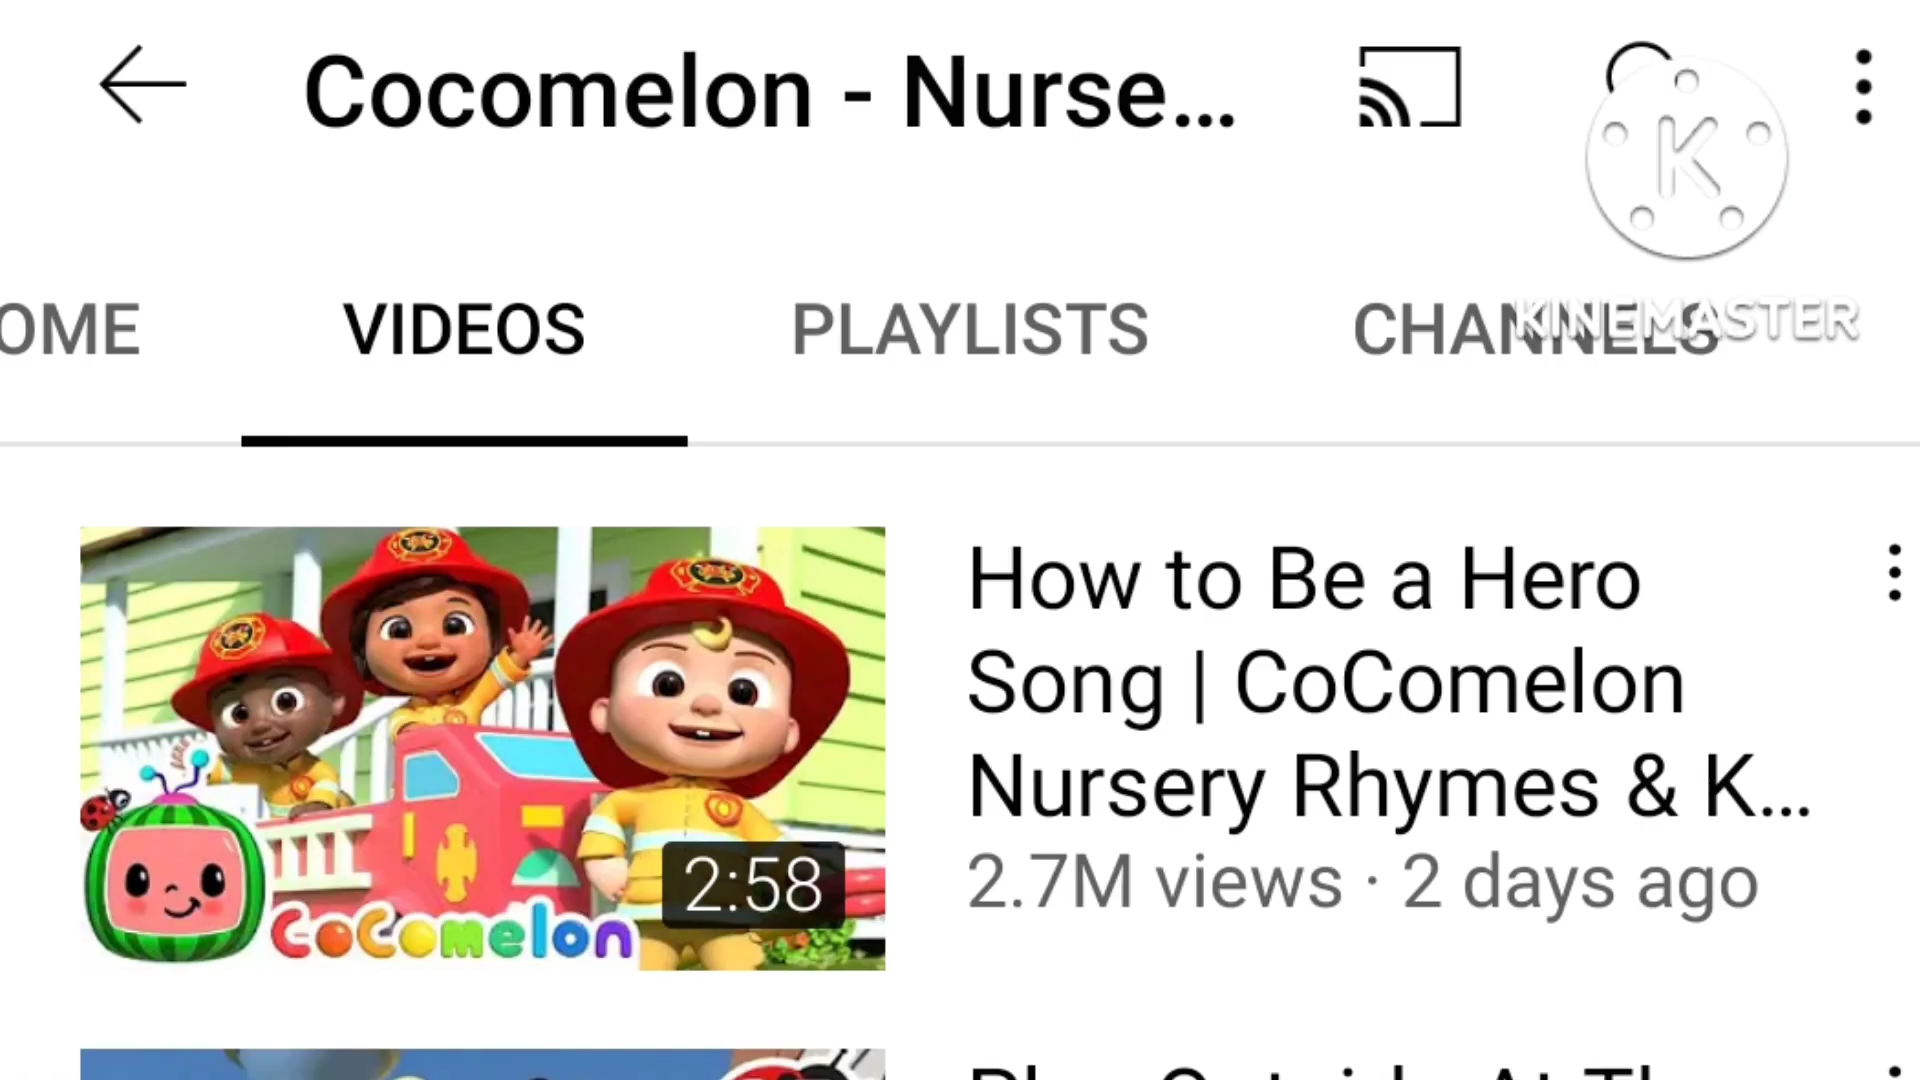 Cocomelon - Nurse...
K
KINEMASTER
OME
VIDEOS
PLAYLISTS
CHANNELS
How to Be a Hero
Song | CoComelon
Nursery Rhymes & K...
2.7M views · 2 days ago
2:58
CoComelon